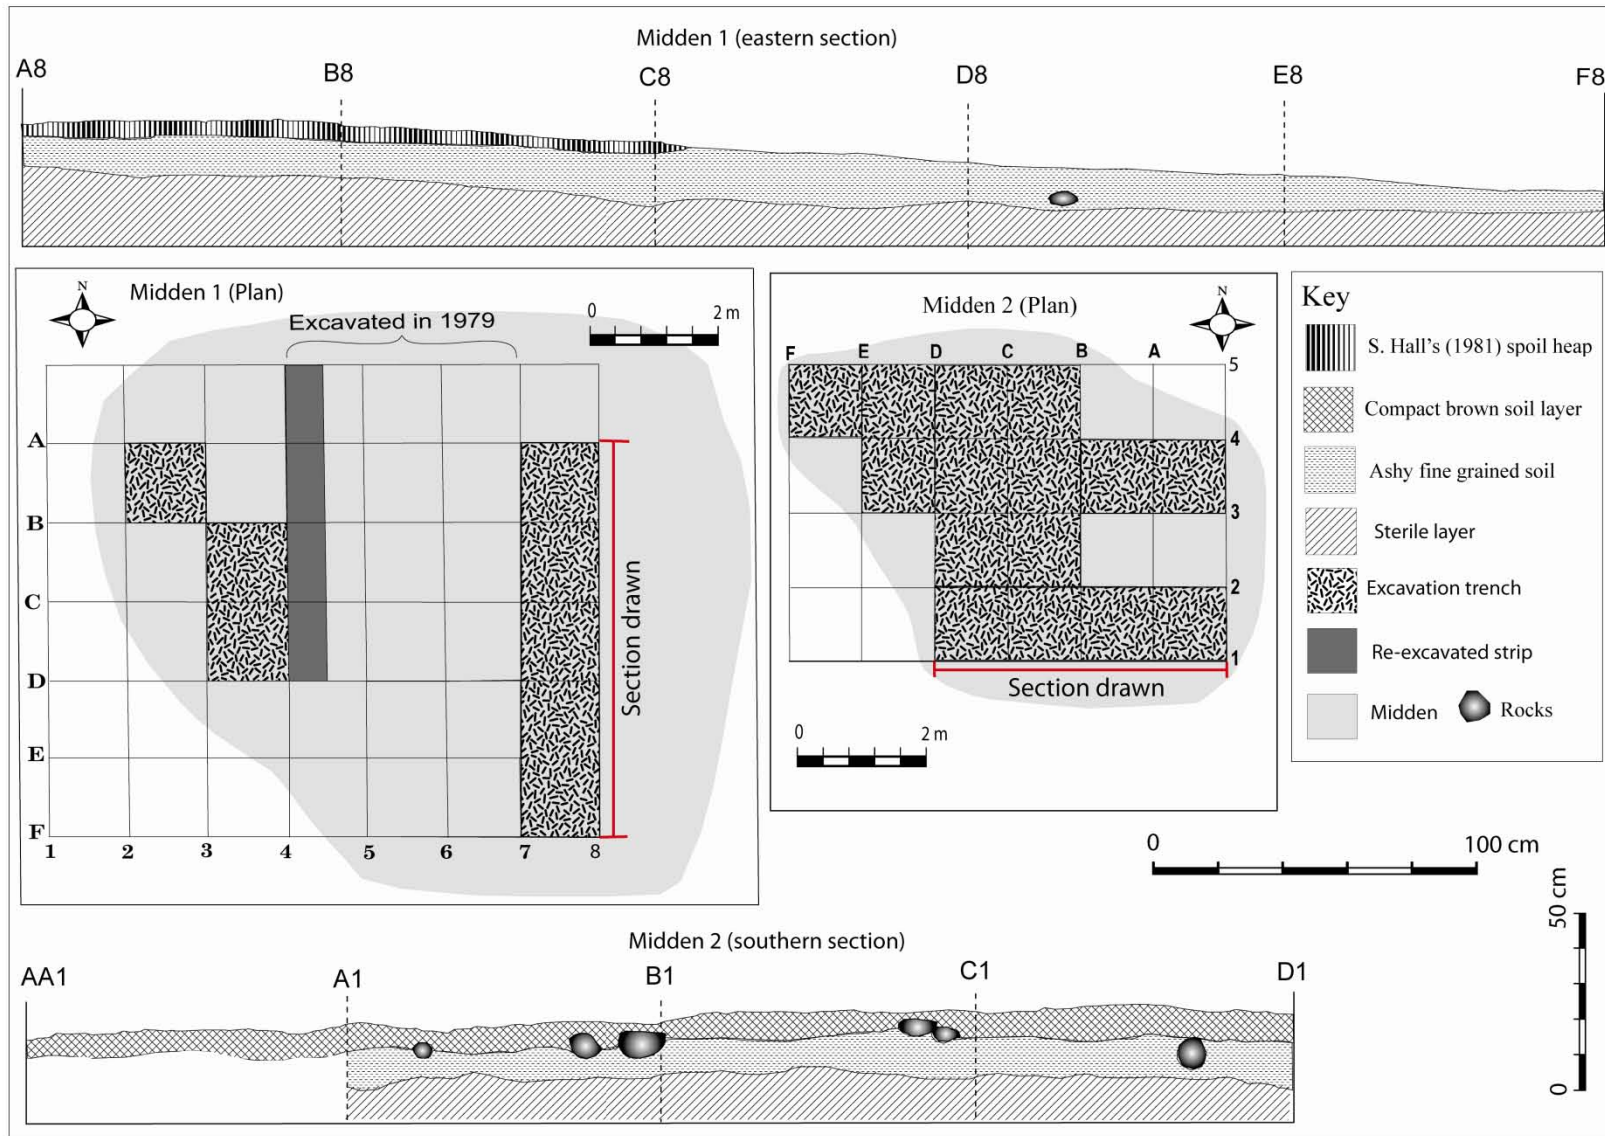 Midden 1 (eastern section)
A8 B8 C8 D8 E8 F8
Midden 1 (Plan)
N
0 2 m
Excavated in 1979
A
B
C
D
E
F
1 2 3 4 5 6 7 8
Section drawn
Midden 2 (Plan)
N
F E D C B A
5
4
3
2
1
Section drawn
0 2 m
Key
S. Hall's (1981) spoil heap
Compact brown soil layer
Ashy fine grained soil
Sterile layer
Excavation trench
Re-excavated strip
Midden Rocks
0 100 cm
50 cm
0
Midden 2 (southern section)
AA1 A1 B1 C1 D1